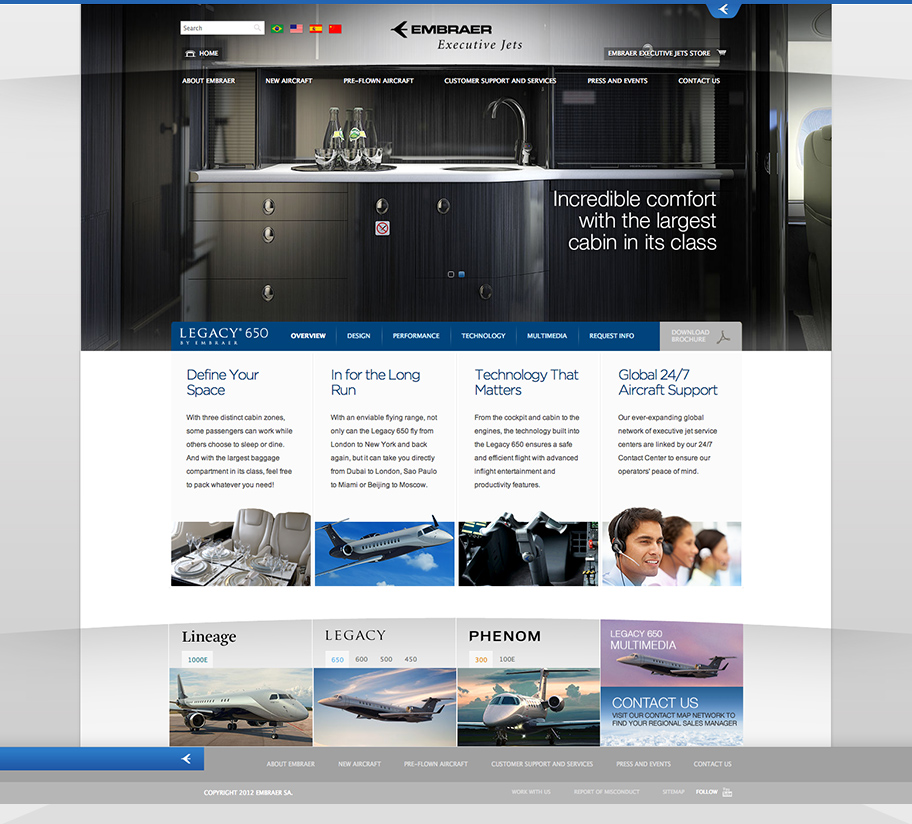 Search
EMBRAER
Executive Jets
HOME
EMBRAER EXECUTIVE JETS STORE
ABOUT EMBRAER NEW AIRCRAFT PRE-FLOWN AIRCRAFT CUSTOMER SUPPORT AND SERVICES PRESS AND EVENTS CONTACT US
Incredible comfort
with the largest
cabin in its class
LEGACY® 650
BY EMBRAER
OVERVIEW DESIGN PERFORMANCE TECHNOLOGY MULTIMEDIA REQUEST INFO
DOWNLOAD
BROCHURE
Define Your
Space
With three distinct cabin zones,
some passengers can work while
others choose to sleep or dine.
And with the largest baggage
compartment in its class, feel free
to pack whatever you need!
In for the Long
Run
With an enviable flying range, not
only can the Legacy 650 fly from
London to New York and back
again, but it can take you directly
from Dubai to London, Sao Paulo
to Miami or Beijing to Moscow.
Technology That
Matters
From the cockpit and cabin to the
engines, the technology built into
the Legacy 650 ensures a safe
and efficient flight with advanced
inflight entertainment and
productivity features.
Global 24/7
Aircraft Support
Our ever-expanding global
network of executive jet service
centers are linked by our 24/7
Contact Center to ensure our
operators' peace of mind.
Lineage
1000E
LEGACY
650 600 500 450
PHENOM
300 100E
LEGACY 650
MULTIMEDIA
CONTACT US
VISIT OUR CONTACT MAP NETWORK TO
FIND YOUR REGIONAL SALES MANAGER
ABOUT EMBRAER NEW AIRCRAFT PRE-FLOWN AIRCRAFT CUSTOMER SUPPORT AND SERVICES PRESS AND EVENTS CONTACT US
COPYRIGHT 2012 EMBRAER SA.
WORK WITH US REPORT OF MISCONDUCT SITEMAP FOLLOW